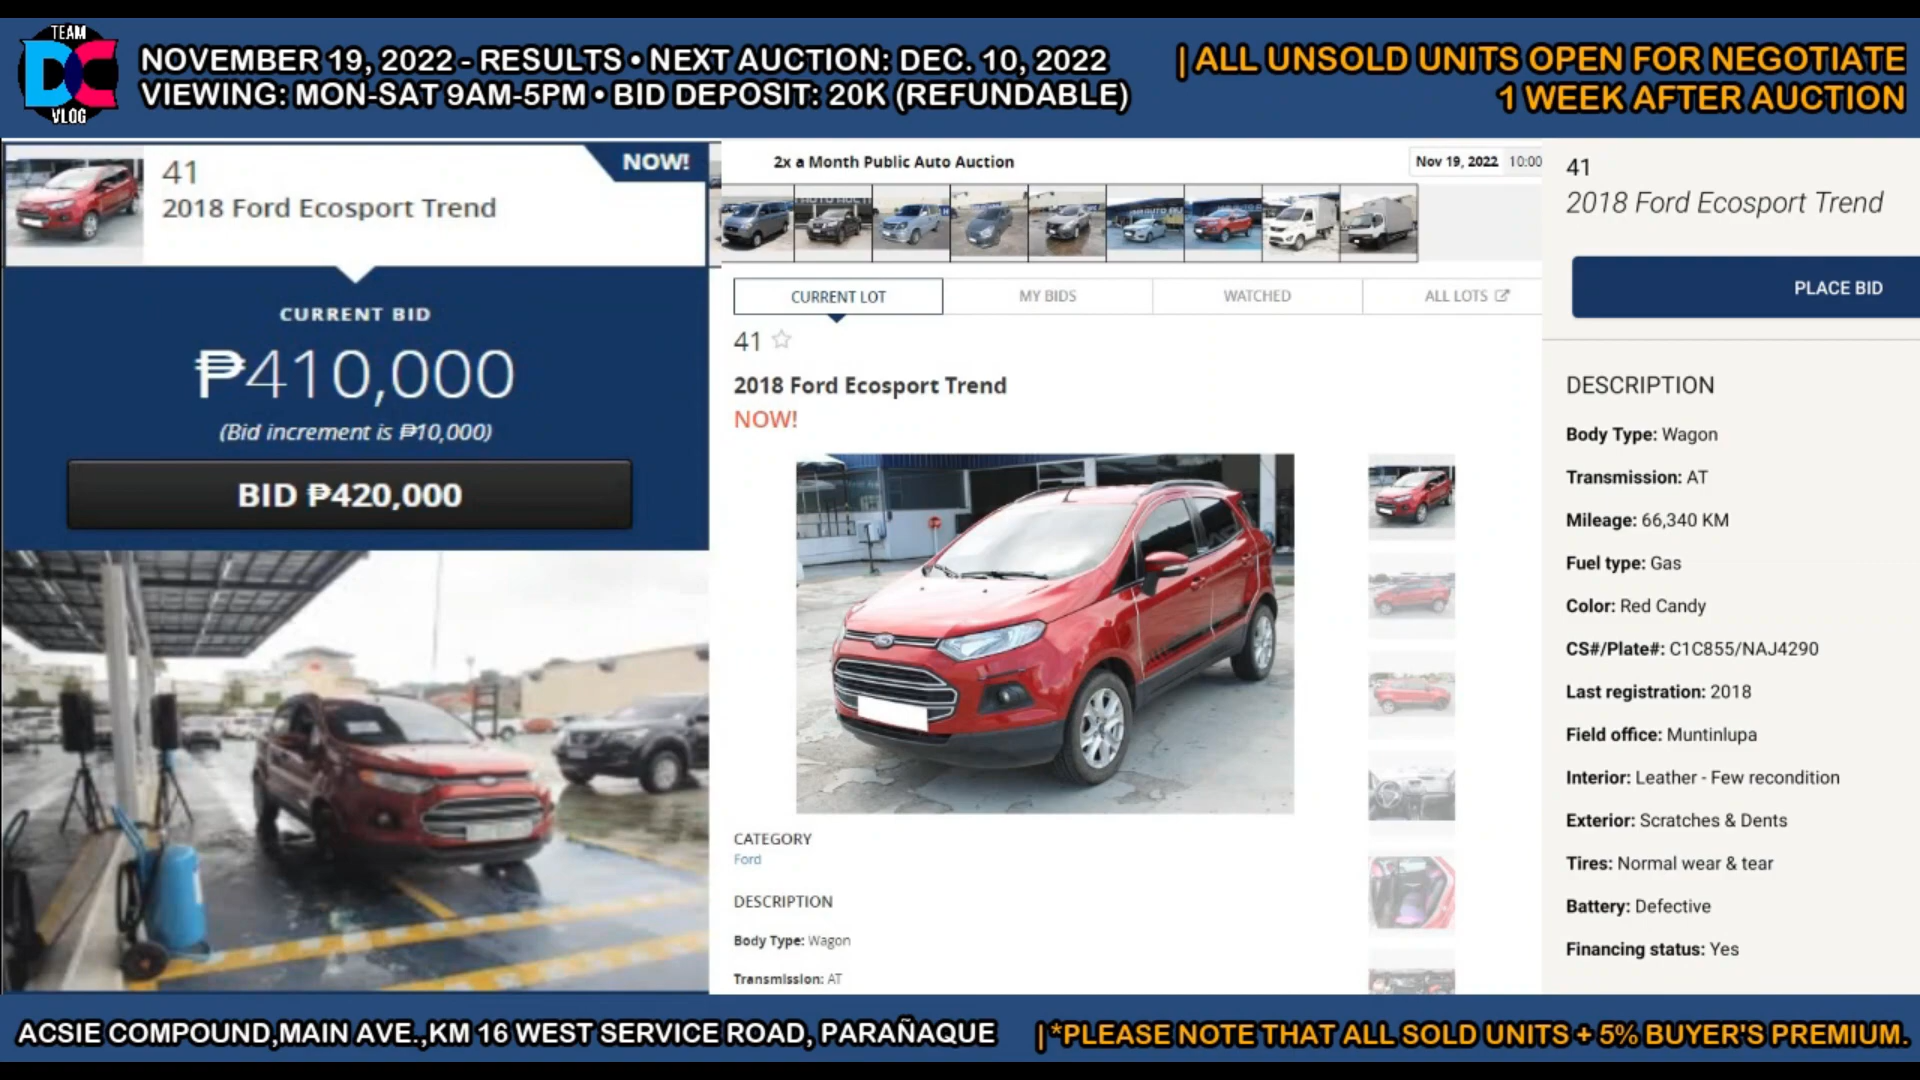 TEAM
DC
VLOG
NOVEMBER 19, 2022 - RESULTS • NEXT AUCTION: DEC. 10, 2022
VIEWING: MON-SAT 9AM-5PM • BID DEPOSIT: 20K (REFUNDABLE)
| ALL UNSOLD UNITS OPEN FOR NEGOTIATE
1 WEEK AFTER AUCTION
41
2018 Ford Ecosport Trend
NOW!
CURRENT BID
₱410,000
(Bid increment is ₱10,000)
BID ₱420,000
2x a Month Public Auto Auction
Nov 19, 2022 10:00
CURRENT LOT
MY BIDS
WATCHED
ALL LOTS
41
2018 Ford Ecosport Trend
NOW!
CATEGORY
Ford
DESCRIPTION
Body Type: Wagon
Transmission: AT
41
2018 Ford Ecosport Trend
PLACE BID
DESCRIPTION
Body Type: Wagon
Transmission: AT
Mileage: 66,340 KM
Fuel type: Gas
Color: Red Candy
CS#/Plate#: C1C855/NAJ4290
Last registration: 2018
Field office: Muntinlupa
Interior: Leather - Few recondition
Exterior: Scratches & Dents
Tires: Normal wear & tear
Battery: Defective
Financing status: Yes
ACSIE COMPOUND,MAIN AVE.,KM 16 WEST SERVICE ROAD, PARAÑAQUE
| *PLEASE NOTE THAT ALL SOLD UNITS + 5% BUYER'S PREMIUM.